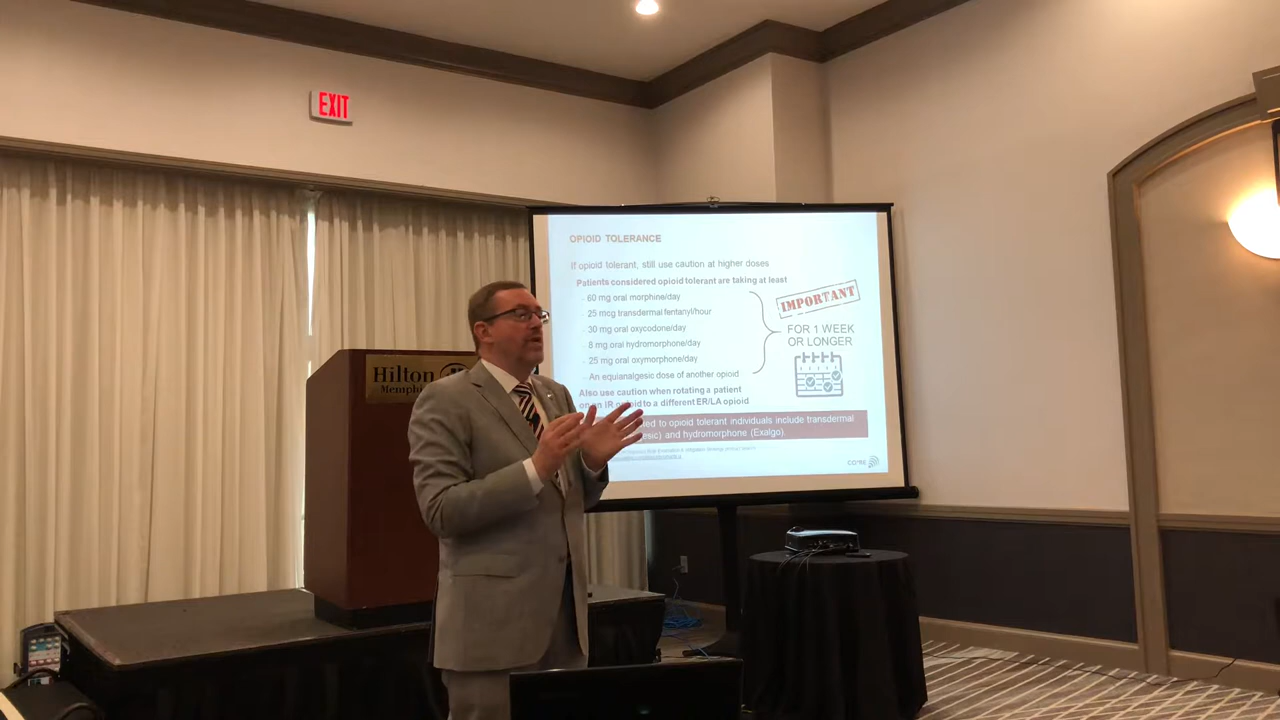 EXIT
Hilton
Memphis
OPIOID TOLERANCE
If opioid tolerant, still use caution at higher doses
Patients considered opioid tolerant are taking at least
- 60 mg oral morphine/day
- 25 mcg transdermal fentanyl/hour
- 30 mg oral oxycodone/day
- 8 mg oral hydromorphone/day
- 25 mg oral oxymorphone/day
- An equianalgesic dose of another opioid
IMPORTANT
FOR 1 WEEK
OR LONGER
Also use caution when rotating a patient
on an IR opioid to a different ER/LA opioid
to opioid tolerant individuals include transdermal
and hydromorphone (Exalgo).
CO*RE